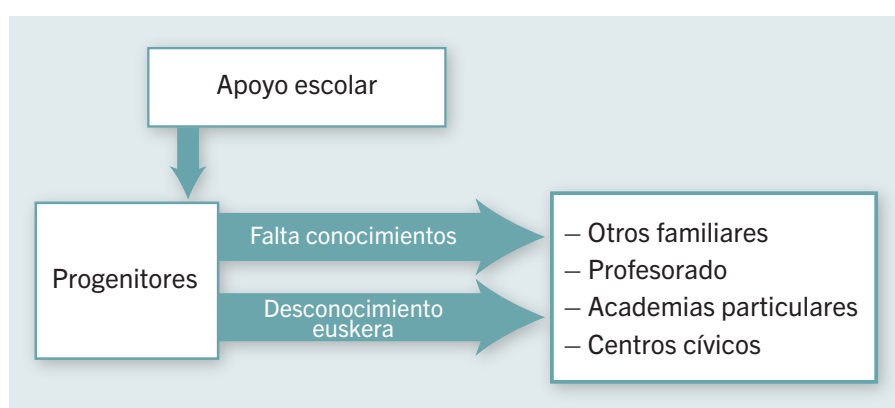 Apoyo escolar
Progenitores
Falta conocimientos
Desconocimiento
euskera
– Otros familiares
– Profesorado
– Academias particulares
– Centros cívicos